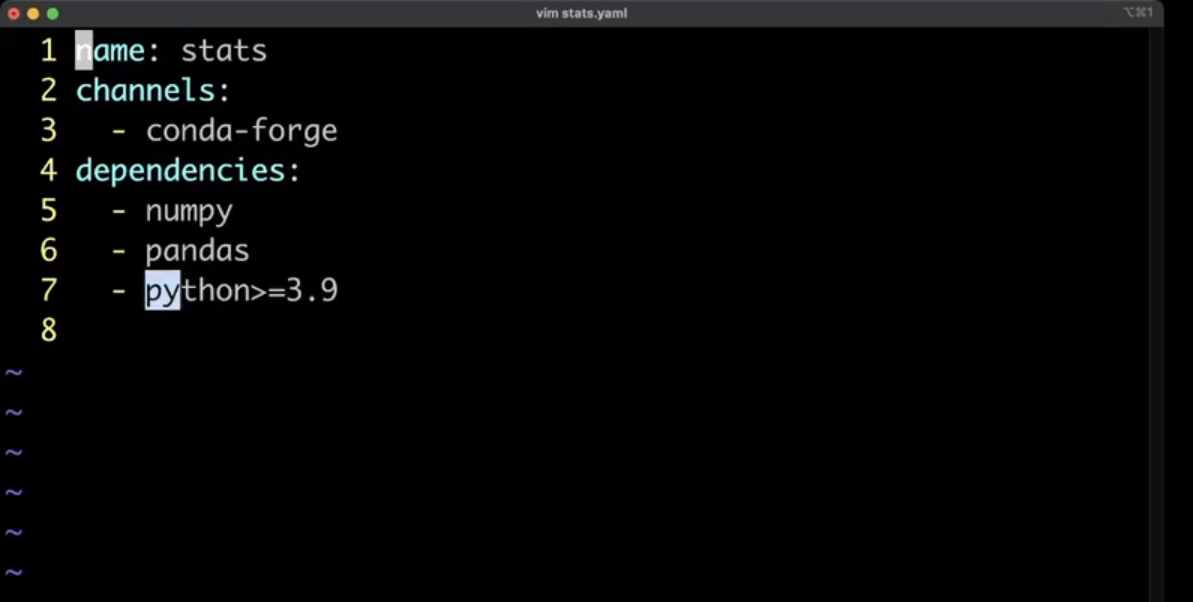 vim stats.yaml
⌥⌘1
1 name: stats
2 channels:
3   - conda-forge
4 dependencies:
5   - numpy
6   - pandas
7   - python>=3.9
8
~
~
~
~
~
~